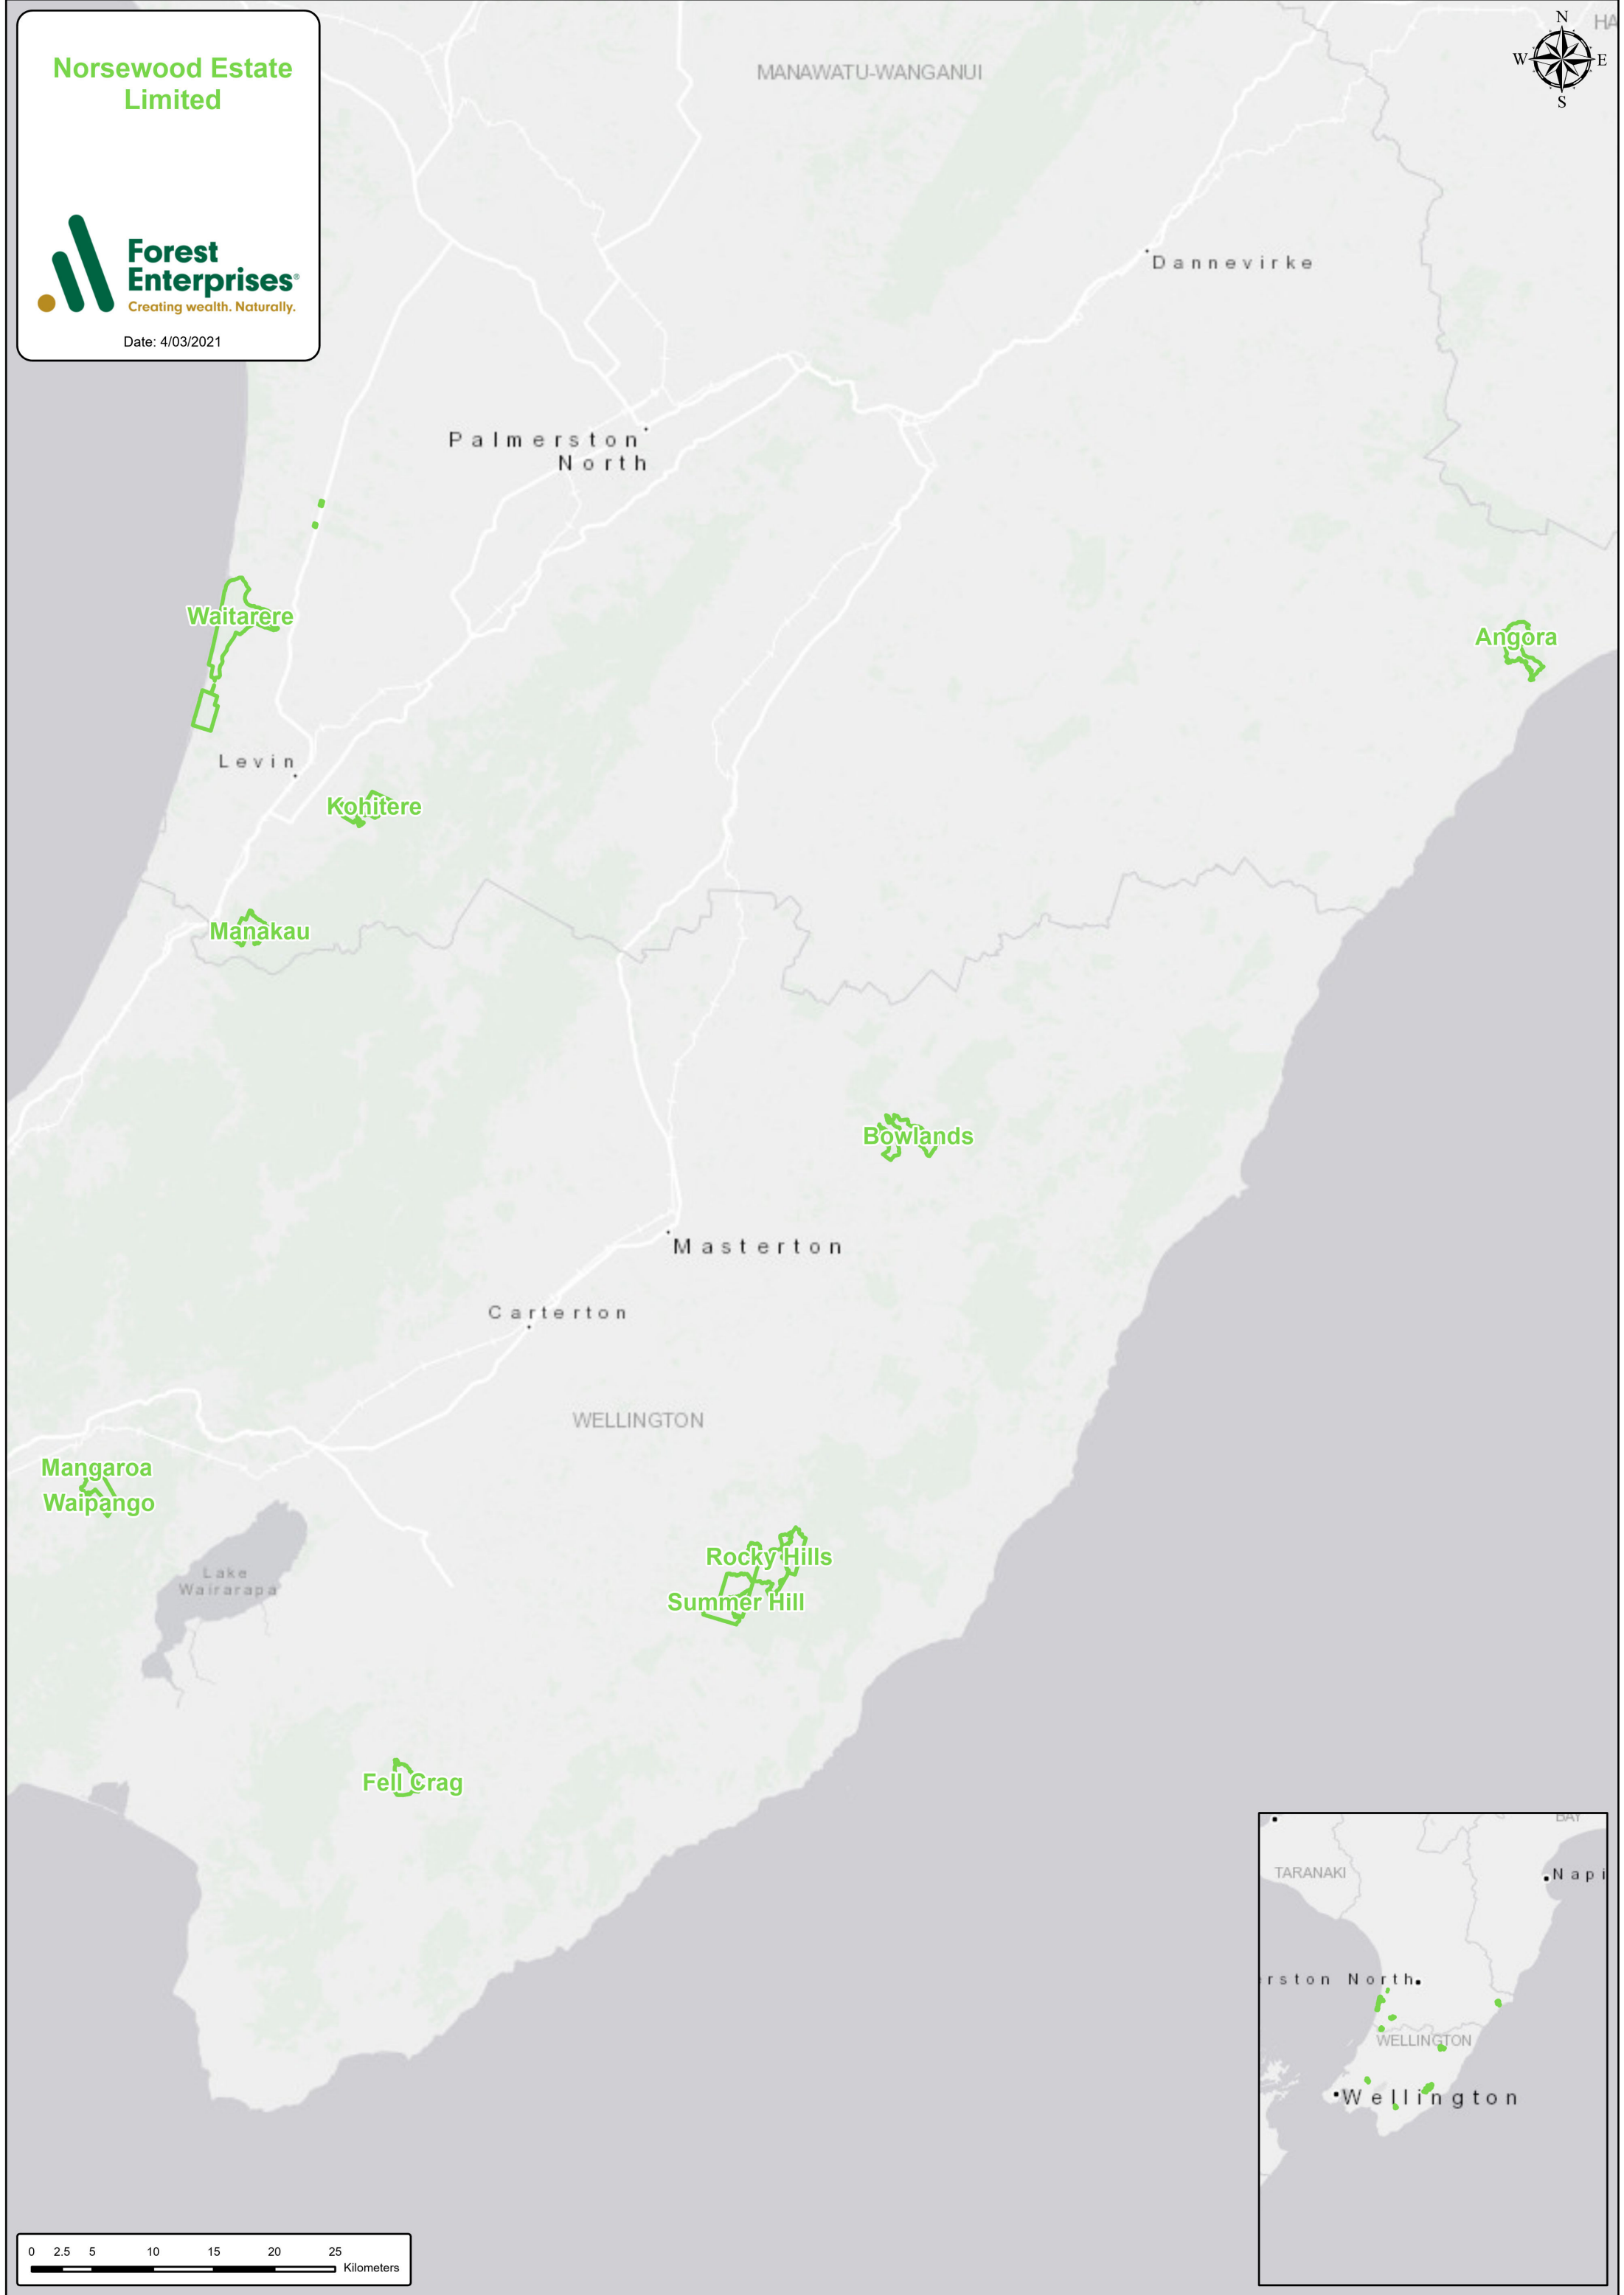 Norsewood Estate
Limited
Forest
Enterprises®
Creating wealth. Naturally.
Date: 4/03/2021
N
W
E
S
HA
MANAWATU-WANGANUI
Dannevirke
Palmerston
North
Waitarere
Angora
Levin
Kohitere
Manakau
Bowlands
Masterton
Carterton
WELLINGTON
Mangaroa
Waipango
Rocky Hills
Lake
Wairarapa
Summer Hill
Fell Crag
BAY
TARANAKI
Napi
rston North
WELLINGTON
Wellington
0 2.5 5 10 15 20 25
Kilometers